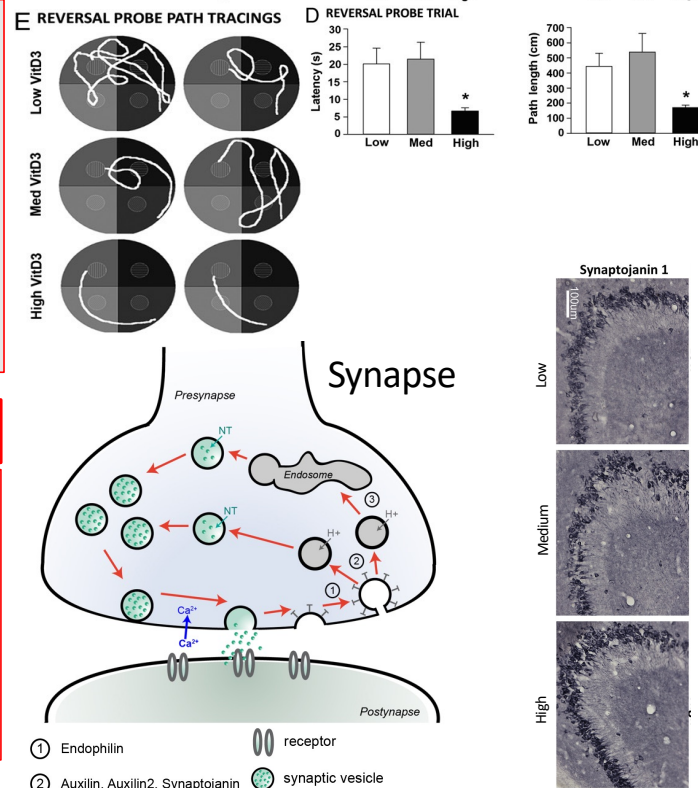 E REVERSAL PROBE PATH TRACINGS
Low VitD3
Med VitD3
High VitD3
D REVERSAL PROBE TRIAL
Latency (s)
30
25
20
15
10
5
0
*
Low Med High
Path length (cm)
700
600
500
400
300
200
100
0
*
Low Med High
Synaptojanin 1
100um
Low
Medium
High
Synapse
Presynapse
NT
Endosome
3
NT
H+
H+
2
1
Ca2+
Ca2+
Postynapse
1 Endophilin
receptor
2 Auxilin, Auxilin2, Synaptojanin
synaptic vesicle